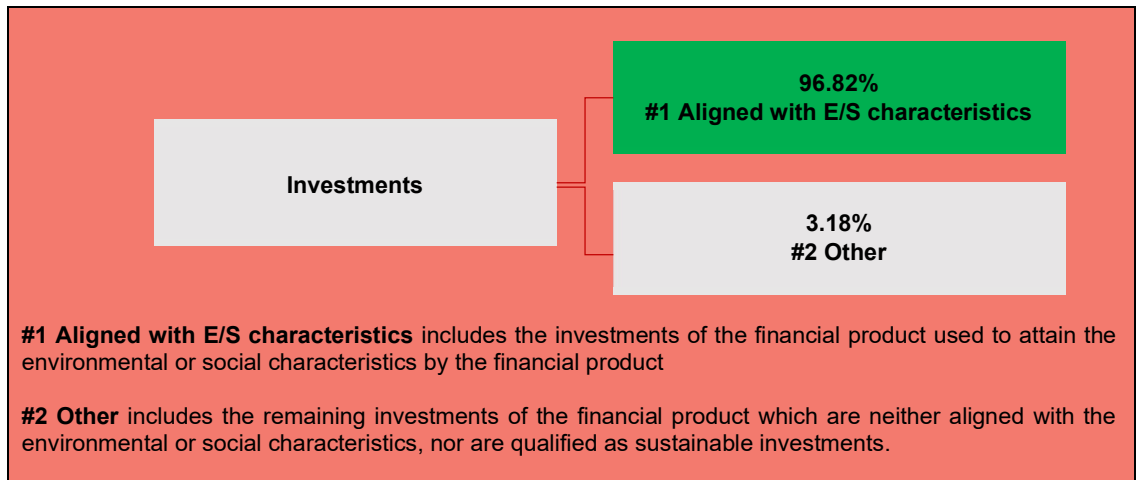 96.82%
#1 Aligned with E/S characteristics
Investments
3.18%
#2 Other
#1 Aligned with E/S characteristics includes the investments of the financial product used to attain the
environmental or social characteristics by the financial product
#2 Other includes the remaining investments of the financial product which are neither aligned with the
environmental or social characteristics, nor are qualified as sustainable investments.